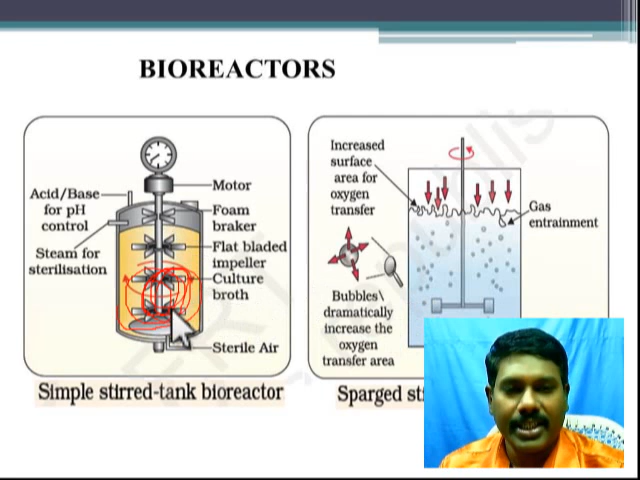 BIOREACTORS
Motor
Acid/Base
for pH
control
Foam
braker
Steam for
sterilisation
Flat bladed
impeller
Culture
broth
Sterile Air
Simple stirred-tank bioreactor
Increased
surface
area for
oxygen
transfer
Gas
entrainment
Bubbles\
dramatically
increase the
oxygen
transfer area
Sparged